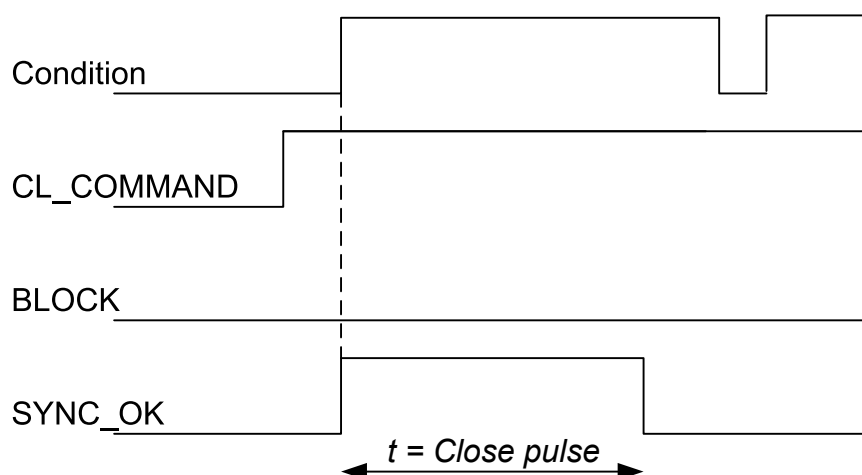 Condition
CL_COMMAND
BLOCK
SYNC_OK
t = Close pulse